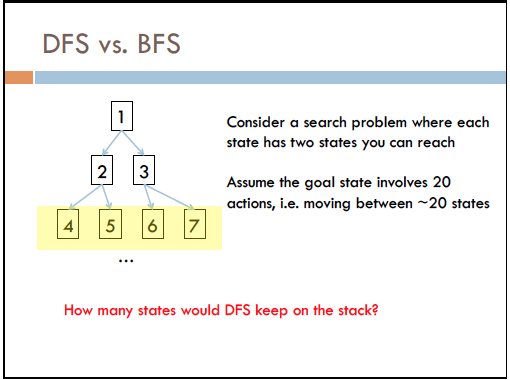 DFS vs. BFS
1
2 3
4 5 6 7
...
Consider a search problem where each
state has two states you can reach
Assume the goal state involves 20
actions, i.e. moving between ~20 states
How many states would DFS keep on the stack?